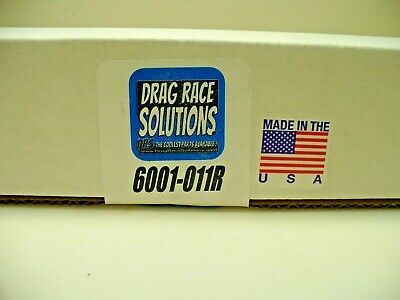 DRAG RACE
SOLUTIONS
THE COOLEST PARTS AVAILABLE!
6001-011R
MADE IN THE
USA